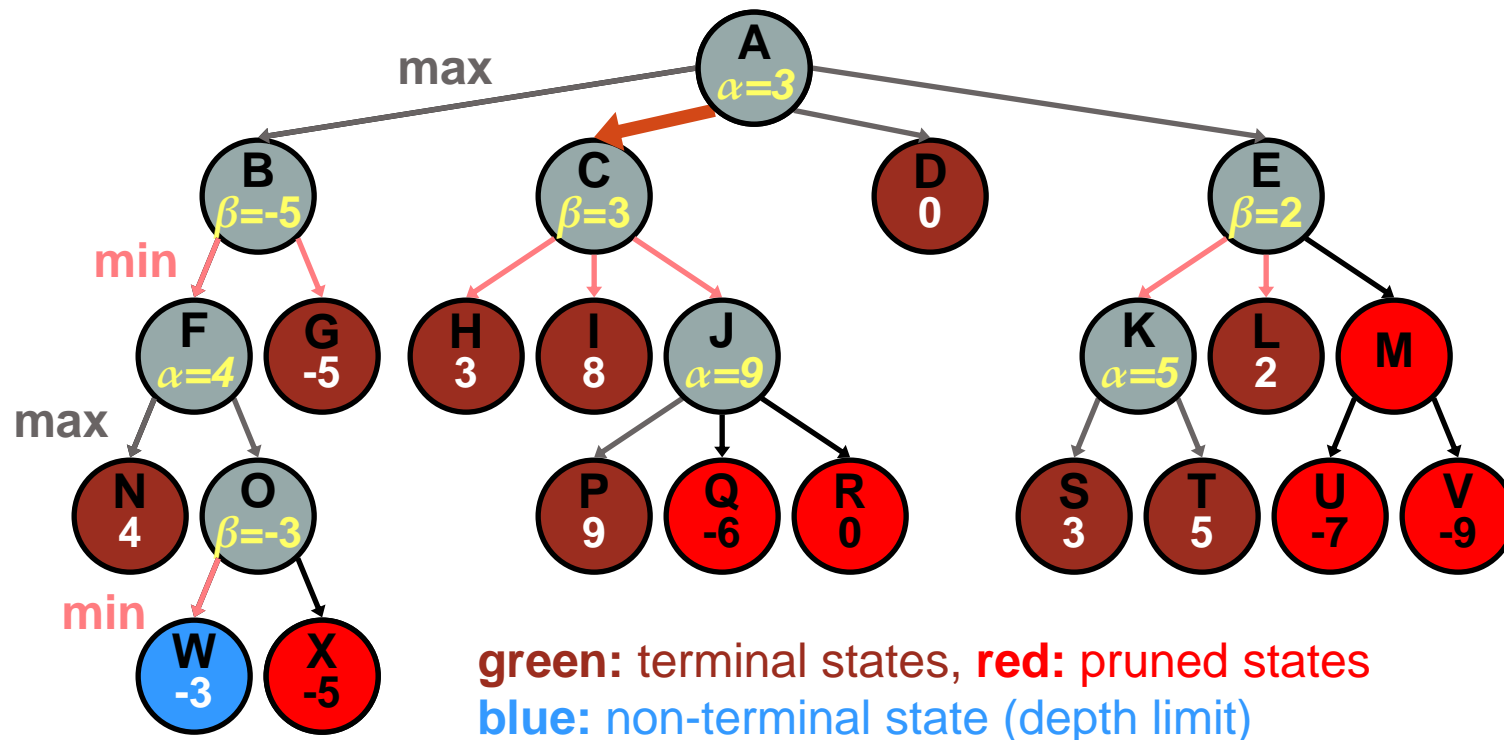 A
α=3
max
B
β=-5
C
β=3
D
0
E
β=2
min
F
α=4
G
-5
H
3
I
8
J
α=9
K
α=5
L
2
M
max
N
4
O
β=-3
P
9
Q
-6
R
0
S
3
T
5
U
-7
V
-9
min
W
-3
X
-5
green: terminal states, red: pruned states
blue: non-terminal state (depth limit)